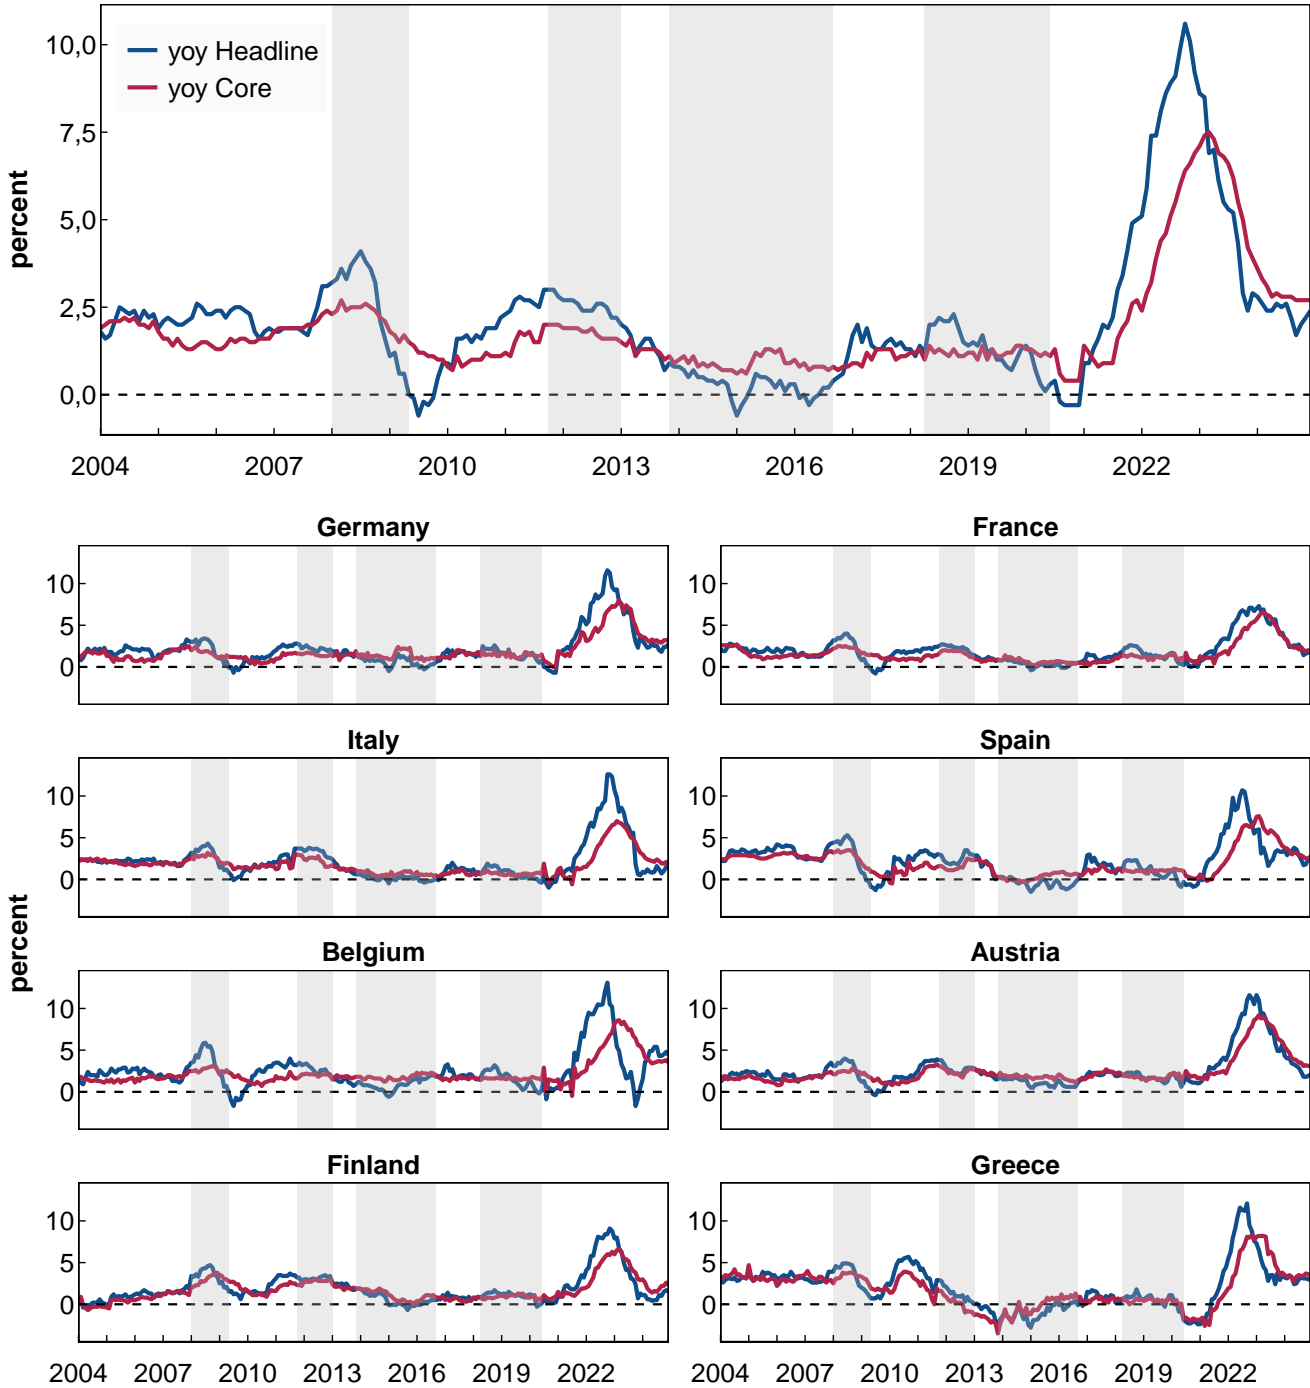 10,0
7,5
5,0
2,5
0,0
percent
yoy Headline
yoy Core
2004 2007 2010 2013 2016 2019 2022
Germany France
10 10
5 5
0 0
Italy Spain
10 10
5 5
0 0
percent
Belgium Austria
10 10
5 5
0 0
Finland Greece
10 10
5 5
0 0
2004 2007 2010 2013 2016 2019 2022 2004 2007 2010 2013 2016 2019 2022